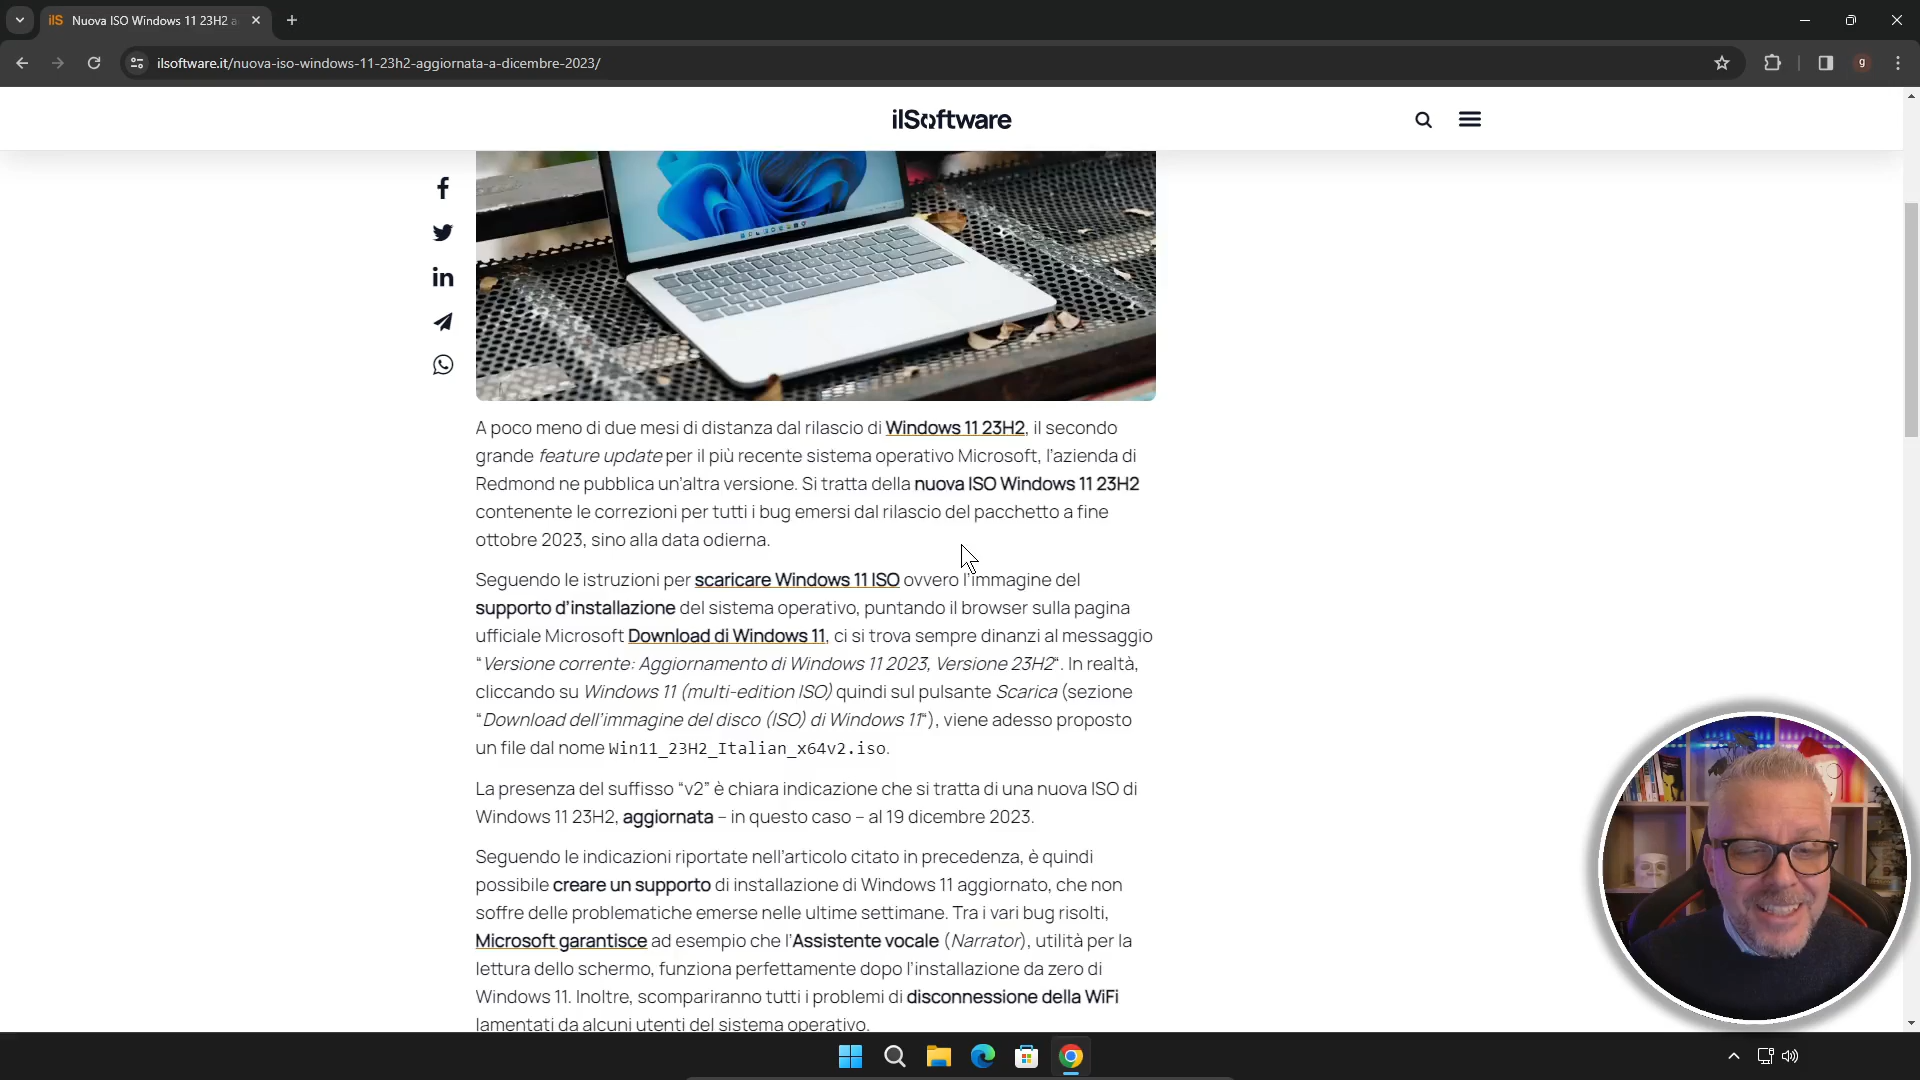 ilS Nuova ISO Windows 11 23H2 a
ilsoftware.it/nuova-iso-windows-11-23h2-aggiornata-a-dicembre-2023/
g
ilSoftware
A poco meno di due mesi di distanza dal rilascio di Windows 11 23H2, il secondo
grande feature update per il più recente sistema operativo Microsoft, l'azienda di
Redmond ne pubblica un'altra versione. Si tratta della nuova ISO Windows 11 23H2
contenente le correzioni per tutti i bug emersi dal rilascio del pacchetto a fine
ottobre 2023, sino alla data odierna.
Seguendo le istruzioni per scaricare Windows 11 ISO ovvero l'immagine del
supporto d'installazione del sistema operativo, puntando il browser sulla pagina
ufficiale Microsoft Download di Windows 11, ci si trova sempre dinanzi al messaggio
“Versione corrente: Aggiornamento di Windows 11 2023, Versione 23H2“. In realtà,
cliccando su Windows 11 (multi-edition ISO) quindi sul pulsante Scarica (sezione
“Download dell'immagine del disco (ISO) di Windows 11“), viene adesso proposto
un file dal nome Win11_23H2_Italian_x64v2.iso.
La presenza del suffisso “v2” è chiara indicazione che si tratta di una nuova ISO di
Windows 11 23H2, aggiornata – in questo caso – al 19 dicembre 2023.
Seguendo le indicazioni riportate nell'articolo citato in precedenza, è quindi
possibile creare un supporto di installazione di Windows 11 aggiornato, che non
soffre delle problematiche emerse nelle ultime settimane. Tra i vari bug risolti,
Microsoft garantisce ad esempio che l'Assistente vocale (Narrator), utilità per la
lettura dello schermo, funziona perfettamente dopo l'installazione da zero di
Windows 11. Inoltre, scompariranno tutti i problemi di disconnessione della WiFi
lamentati da alcuni utenti del sistema operativo.